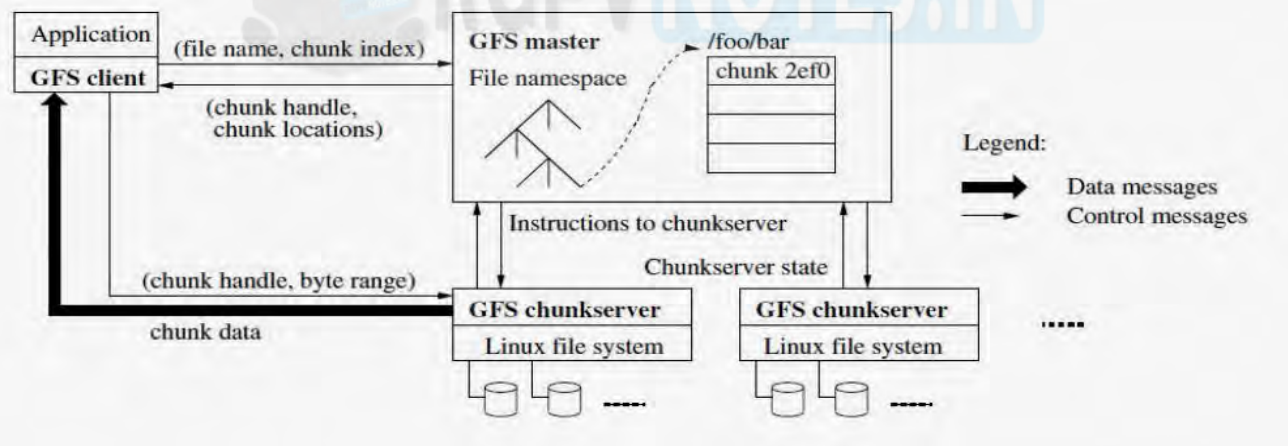 Application
GFS client
(file name, chunk index)
(chunk handle,
chunk locations)
GFS master
File namespace
/foo/bar
chunk 2ef0
Legend:
Data messages
Control messages
Instructions to chunkserver
Chunkserver state
(chunk handle, byte range)
chunk data
GFS chunkserver
Linux file system
GFS chunkserver
Linux file system